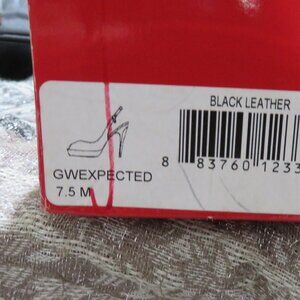 BLACK LEATHER
8 83760 1233
GWEXPECTED
7.5 M